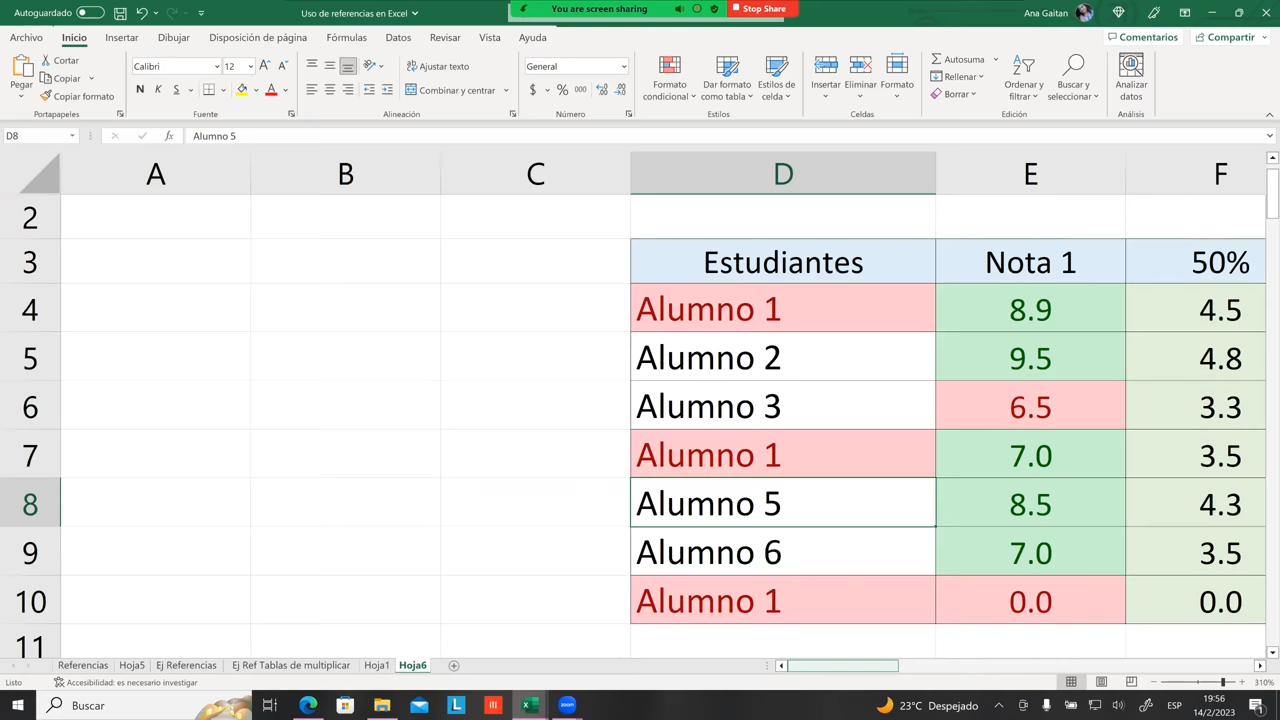 Autoguardado
Uso de referencias en Excel
You are screen sharing
Stop Share
Ana Gaitan
Archivo Inicio Insertar Dibujar Disposición de página Fórmulas Datos Revisar Vista Ayuda
Comentarios Compartir
Pegar
Cortar
Copiar
Copiar formato
Portapapeles
Calibri 12
N K S
Fuente
Ajustar texto
Combinar y centrar
Alineación
General
$ % 000
Número
Formato condicional
Dar formato como tabla
Estilos de celda
Estilos
Insertar Eliminar Formato
Celdas
Autosuma
Rellenar
Borrar
Ordenar y filtrar
Buscar y seleccionar
Edición
Analizar datos
Análisis
D8 fx Alumno 5
A B C D E F
2
3 Estudiantes Nota 1 50%
4 Alumno 1 8.9 4.5
5 Alumno 2 9.5 4.8
6 Alumno 3 6.5 3.3
7 Alumno 1 7.0 3.5
8 Alumno 5 8.5 4.3
9 Alumno 6 7.0 3.5
10 Alumno 1 0.0 0.0
11
Referencias Hoja5 Ej Referencias Ej Ref Tablas de multiplicar Hoja1 Hoja6
Listo Accesibilidad: es necesario investigar 310%
Buscar
zoom
23°C Despejado
ESP
19:56
14/2/2023